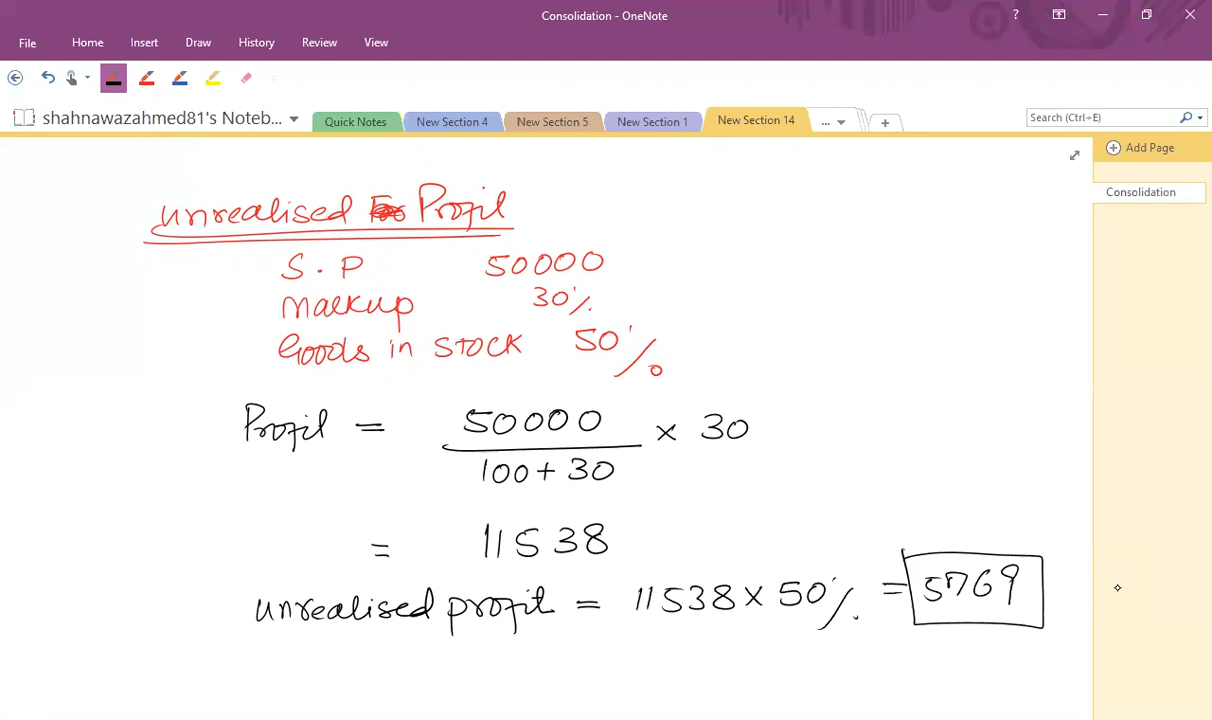 Consolidation - OneNote
?
File Home Insert Draw History Review View
shahnawazahmed81's Noteb... Quick Notes New Section 4 New Section 5 New Section 1 New Section 14 ... + Search (Ctrl+E)
Add Page
Consolidation
unrealised Profit
S.P 50000
Markup 30%
Goods in stock 50%
Profit = 50000 × 30
100+30
= 11538
unrealised profit = 11538 × 50% = 5769